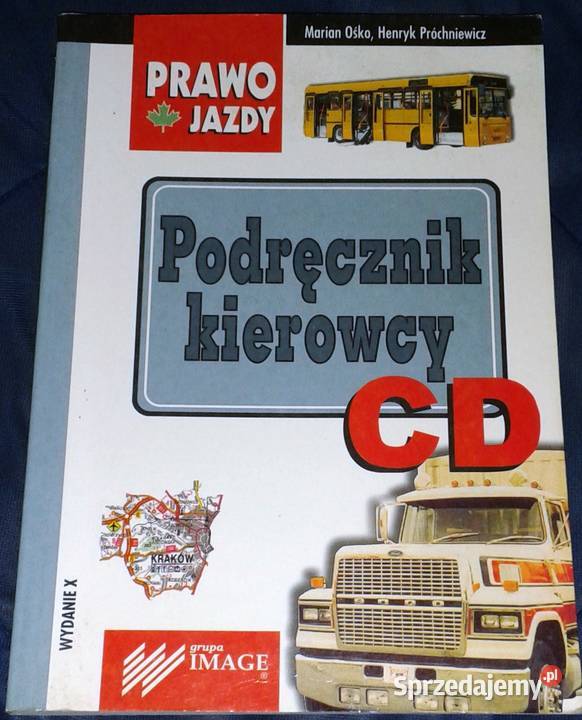 Marian Ośko, Henryk Próchniewicz
PRAWO
JAZDY
Podręcznik
kierowcy
CD
KRAKÓW
WYDANIE X
grupa
IMAGE®
Sprzedajemy.pl